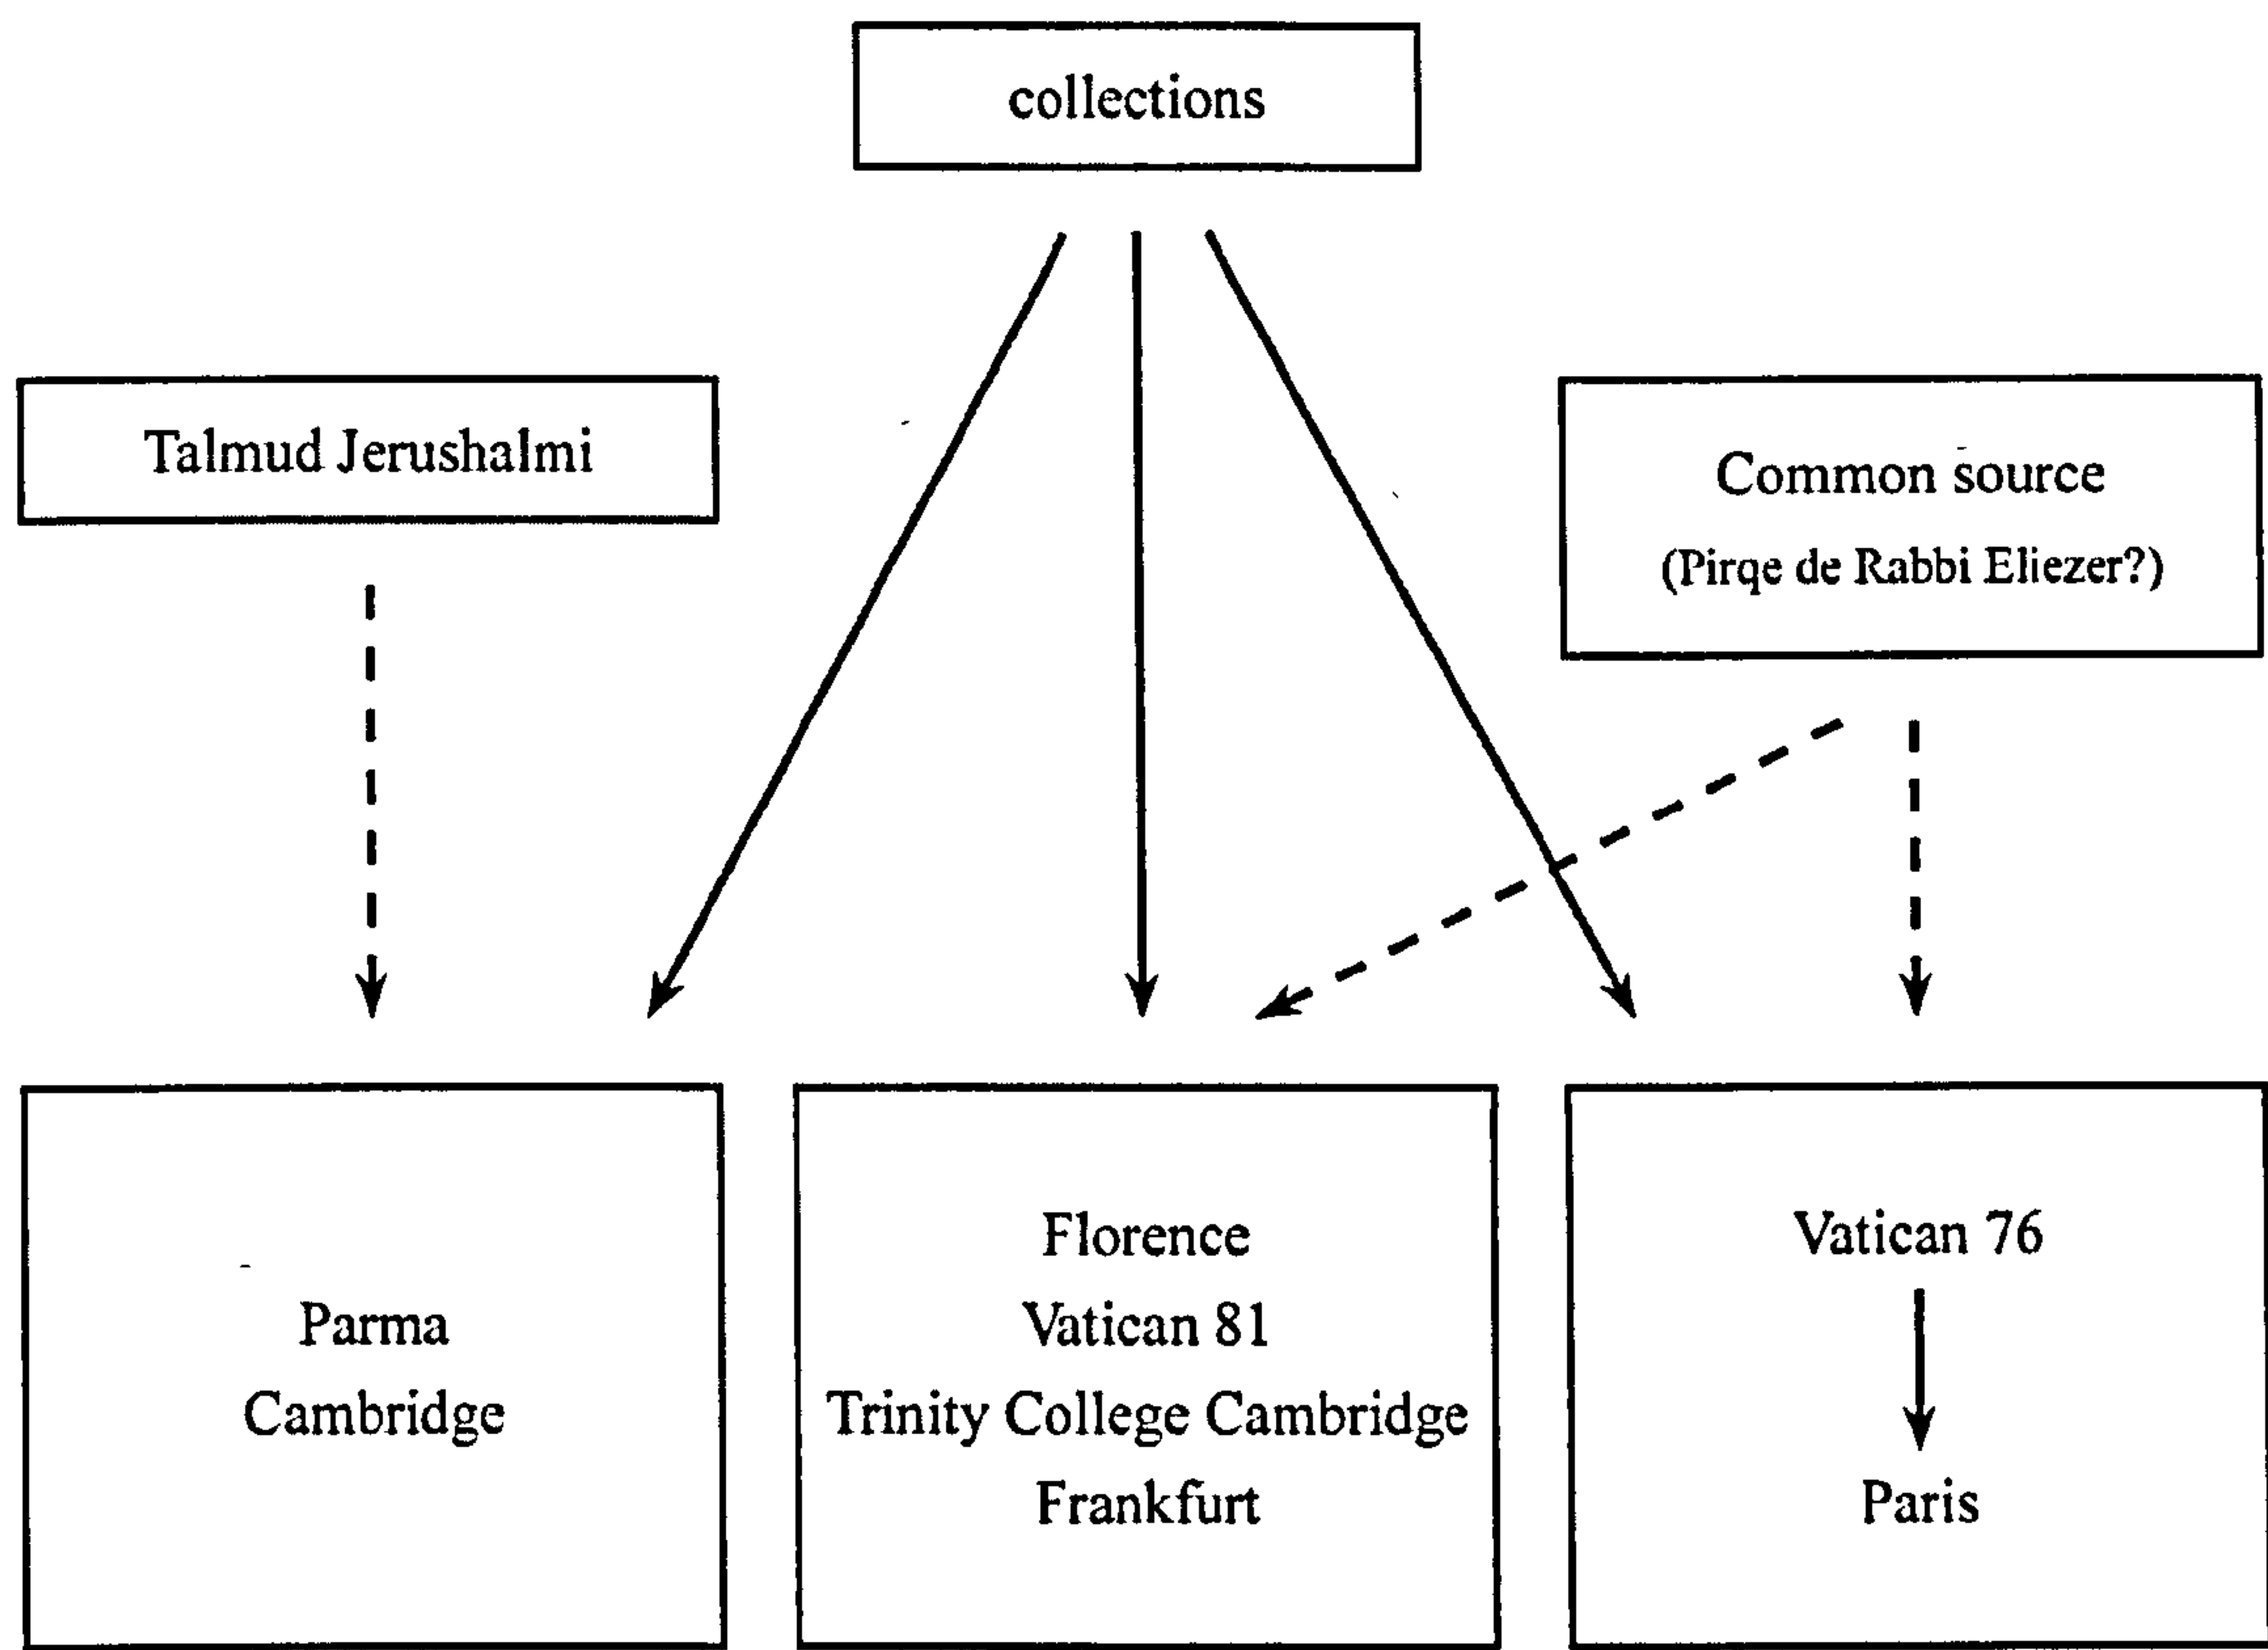 collections
Talmud Jerushalmi
Common source
(Pirqe de Rabbi Eliezer?)
Parma
Cambridge
Florence
Vatican 81
Trinity College Cambridge
Frankfurt
Vatican 76
Paris